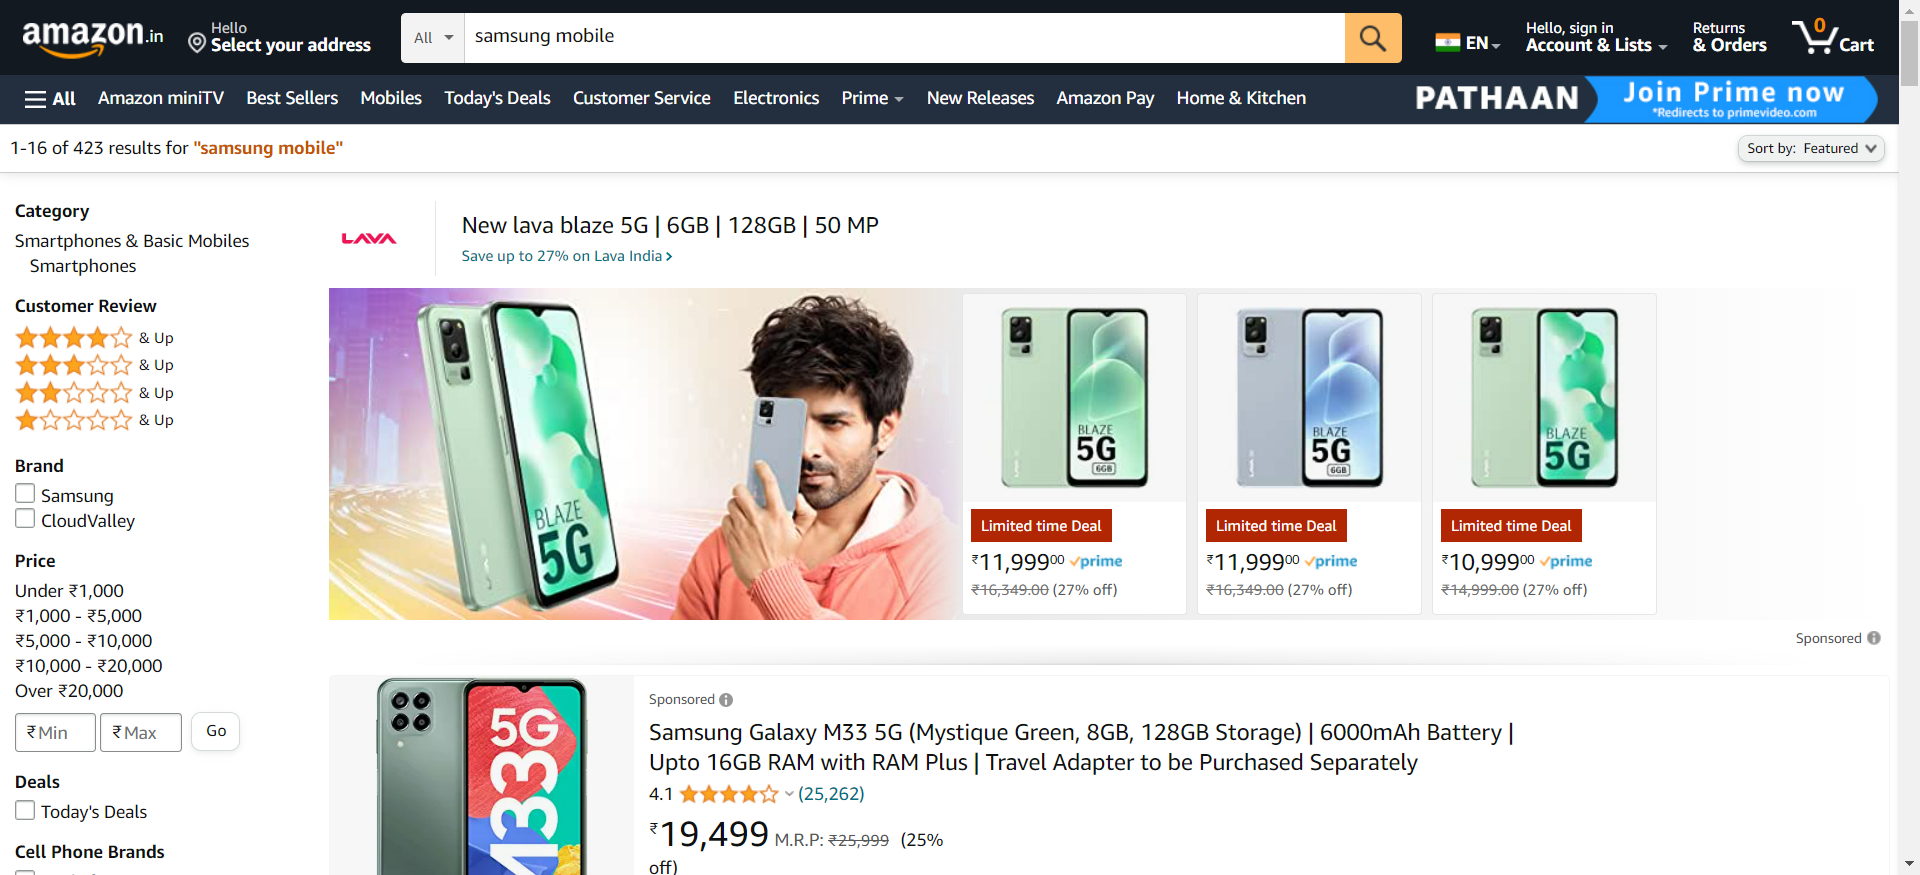 amazon.in
Hello
Select your address
All
samsung mobile
EN
Hello, sign in
Account & Lists
Returns
& Orders
0
Cart
All
Amazon miniTV
Best Sellers
Mobiles
Today's Deals
Customer Service
Electronics
Prime
New Releases
Amazon Pay
Home & Kitchen
PATHAAN
Join Prime now
*Redirects to primevideo.com
1-16 of 423 results for "samsung mobile"
Sort by: Featured
Category
Smartphones & Basic Mobiles
Smartphones
Customer Review
& Up
& Up
& Up
& Up
Brand
Samsung
CloudValley
Price
Under ₹1,000
₹1,000 - ₹5,000
₹5,000 - ₹10,000
₹10,000 - ₹20,000
Over ₹20,000
₹ Min
₹ Max
Go
Deals
Today's Deals
Cell Phone Brands
LAVA
New lava blaze 5G | 6GB | 128GB | 50 MP
Save up to 27% on Lava India
BLAZE
5G
BLAZE
5G
6GB
Limited time Deal
₹11,99900 prime
₹16,349.00 (27% off)
BLAZE
5G
6GB
Limited time Deal
₹11,99900 prime
₹16,349.00 (27% off)
BLAZE
5G
Limited time Deal
₹10,99900 prime
₹14,999.00 (27% off)
Sponsored
5G
M33
Sponsored
Samsung Galaxy M33 5G (Mystique Green, 8GB, 128GB Storage) | 6000mAh Battery |
Upto 16GB RAM with RAM Plus | Travel Adapter to be Purchased Separately
4.1
(25,262)
₹19,499 M.R.P: ₹25,999 (25%
off)